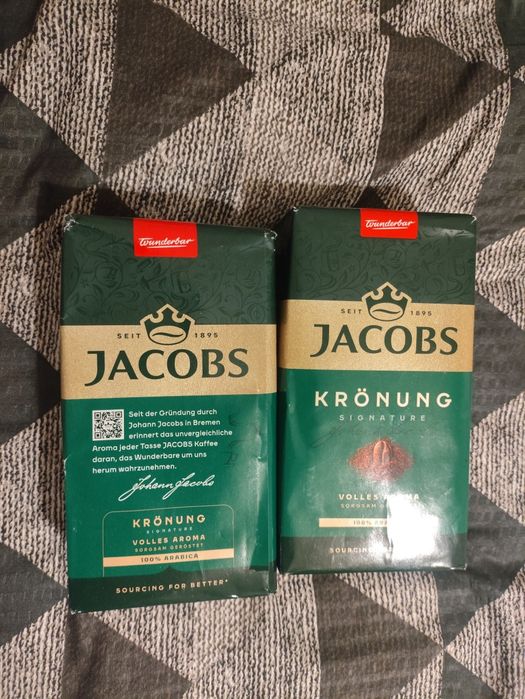 Wunderbar
SEIT 1895
JACOBS
Seit der Gründung durch
Johann Jacobs in Bremen
erinnert das unvergleichliche
Aroma jeder Tasse JACOBS Kaffee
daran, das Wunderbare um uns
herum wahrzunehmen.
Johann Jacobs
KRÖNUNG
SIGNATURE
VOLLES AROMA
SORGSAM GERÖSTET
100% ARABICA
SOURCING FOR BETTER*
Wunderbar
SEIT 1895
JACOBS
KRÖNUNG
SIGNATURE
VOLLES AROMA
SORGSAM
100%
SOURCING